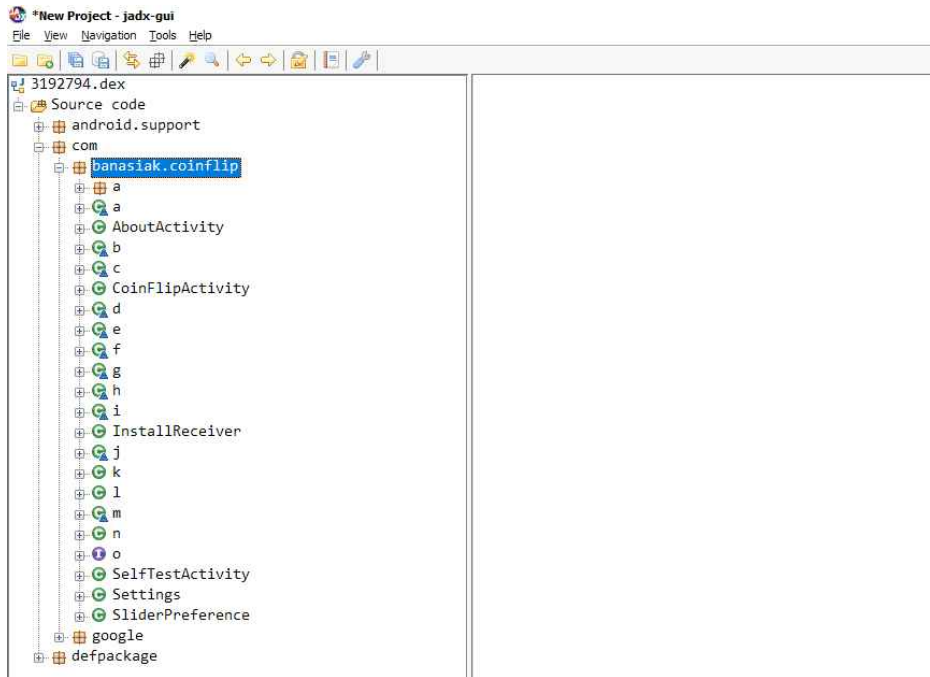 *New Project - jadx-gui
File View Navigation Tools Help
3192794.dex
Source code
android.support
com
banasiak.coinflip
a
a
AboutActivity
b
c
CoinFlipActivity
d
e
f
g
h
i
InstallReceiver
j
k
l
m
n
o
SelfTestActivity
Settings
SliderPreference
google
defpackage